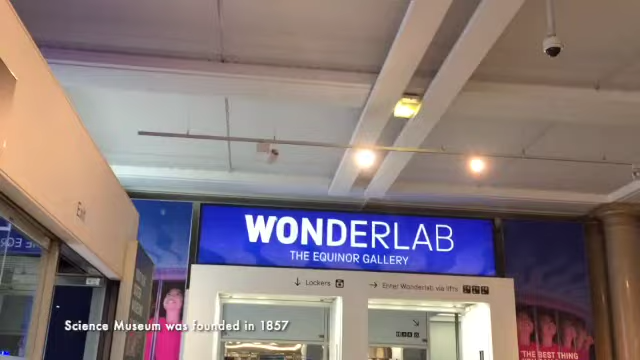 WONDERLAB
THE EQUINOR GALLERY
Lockers
Enter Wonderlab via lifts
Exit
Science Museum was founded in 1857
THE BEST THING